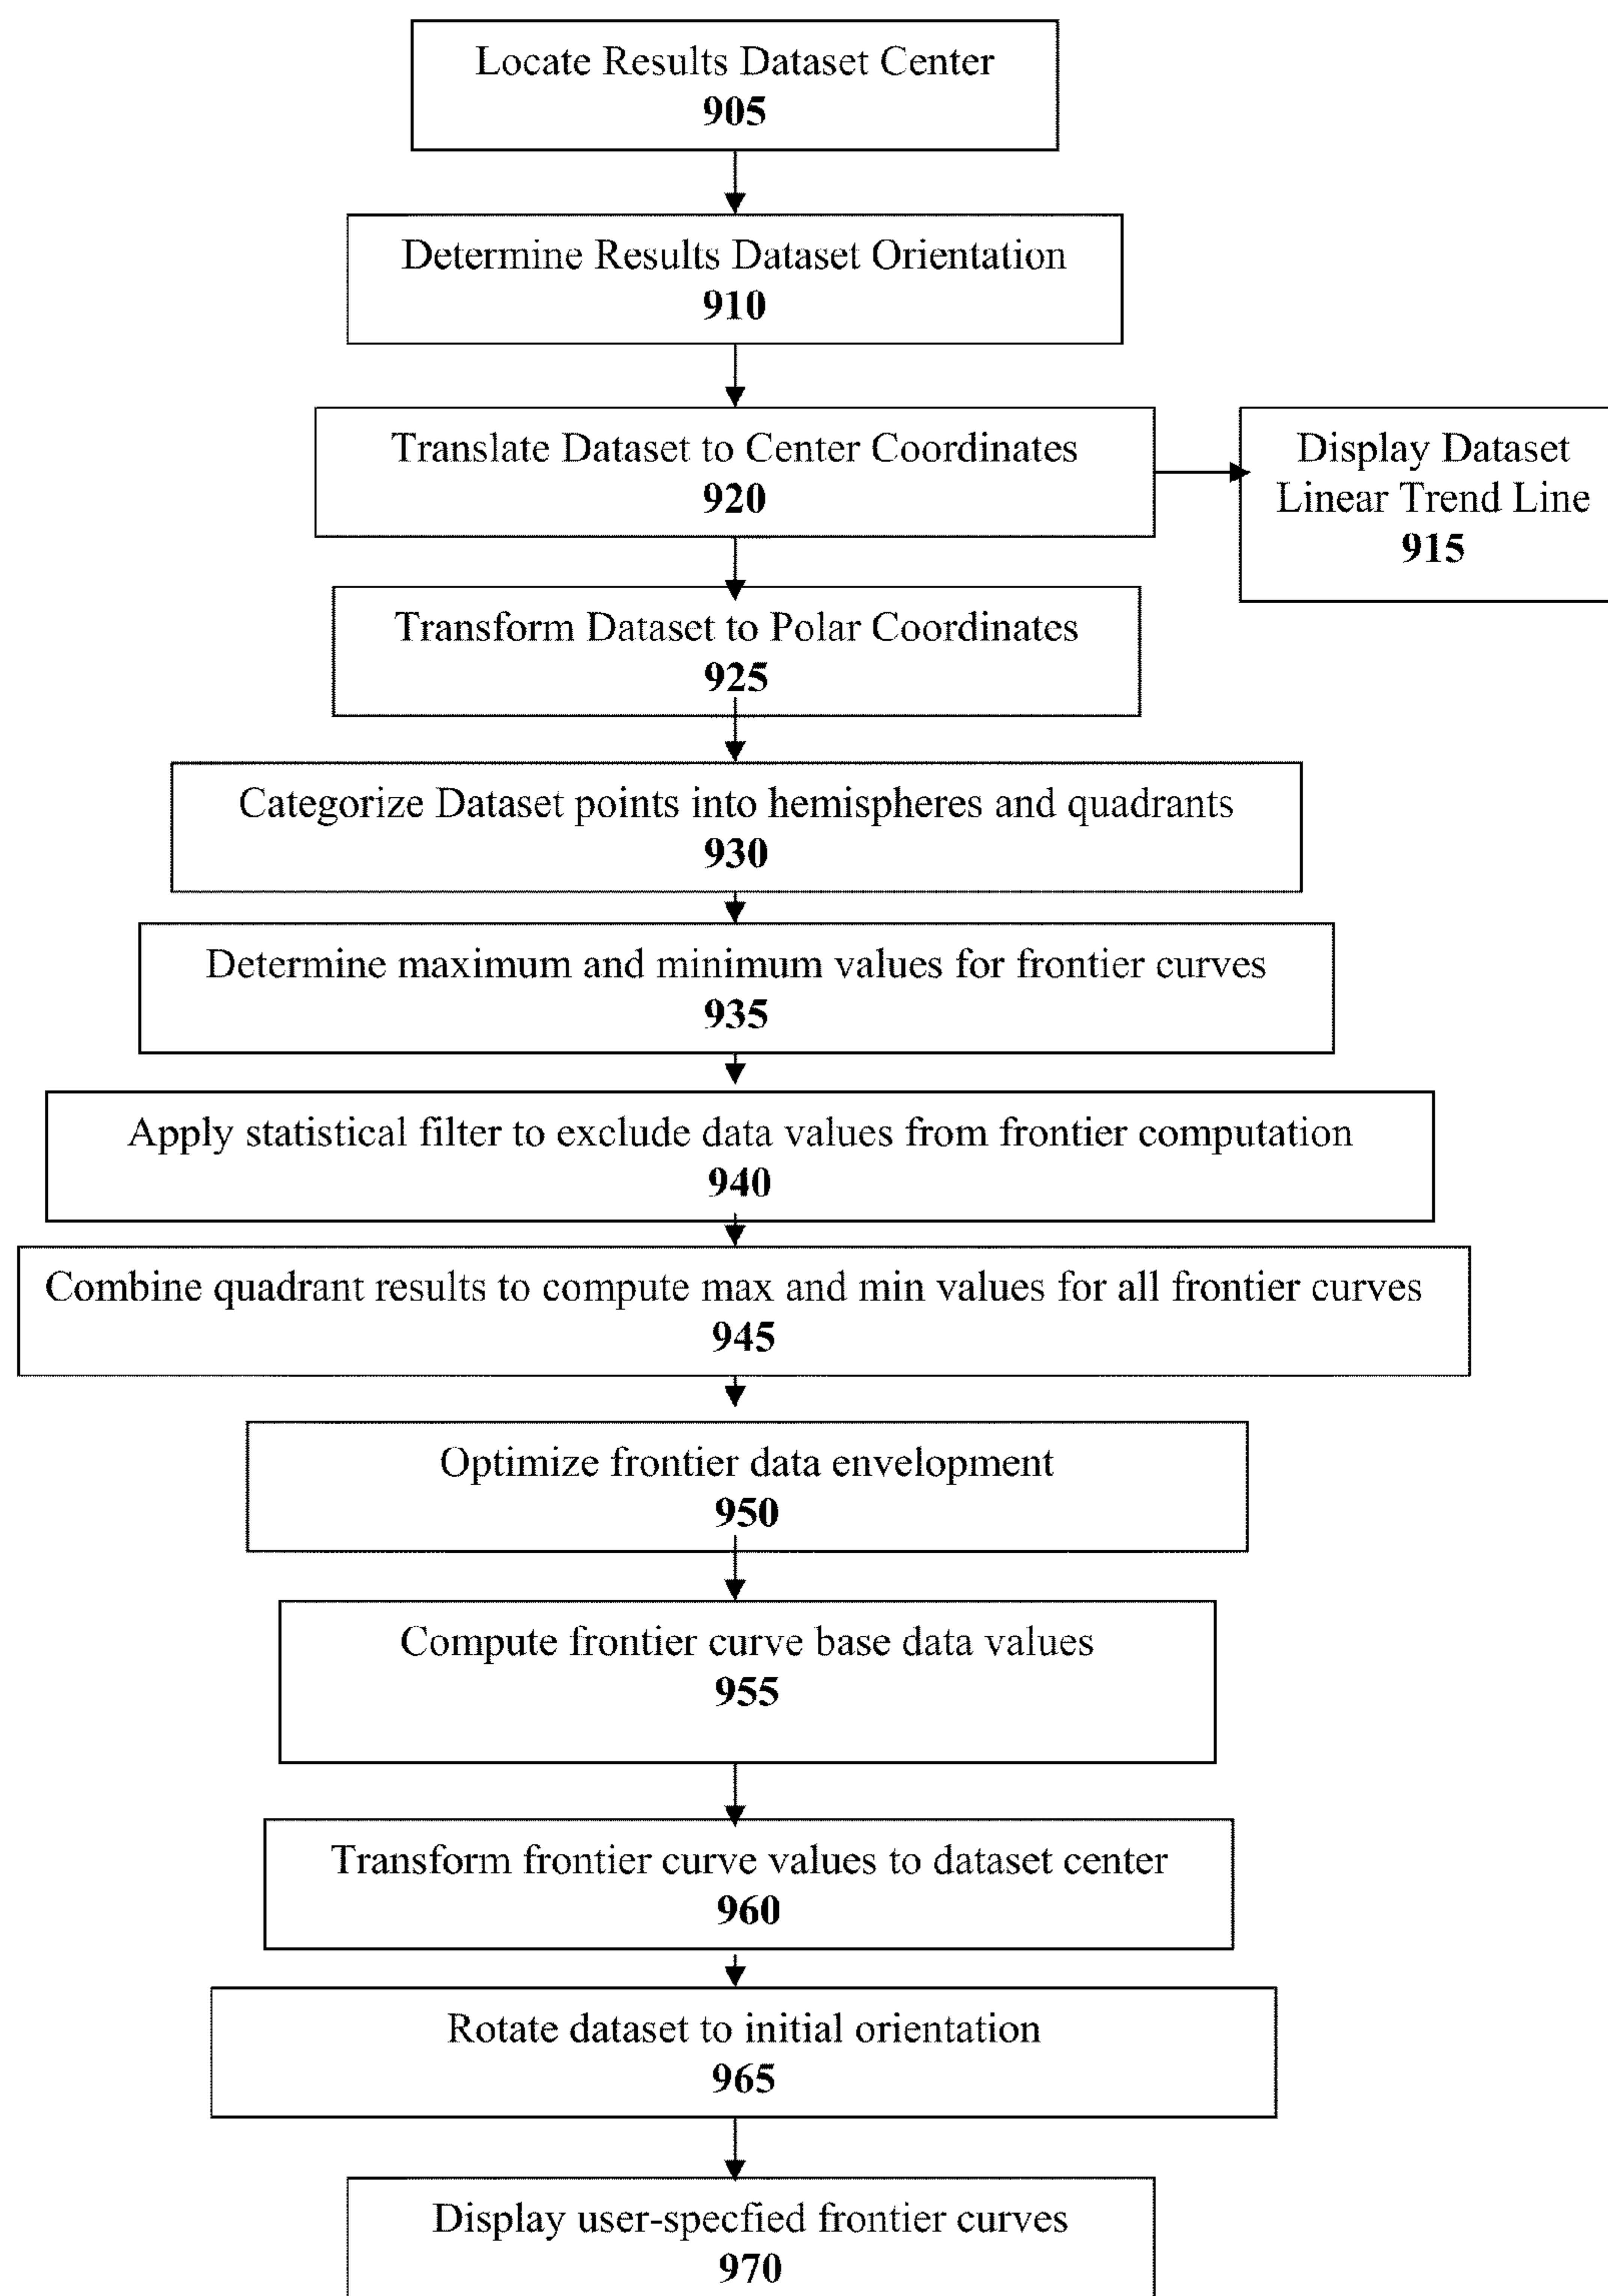 Locate Results Dataset Center
905
Determine Results Dataset Orientation
910
Translate Dataset to Center Coordinates
920
Display Dataset
Linear Trend Line
915
Transform Dataset to Polar Coordinates
925
Categorize Dataset points into hemispheres and quadrants
930
Determine maximum and minimum values for frontier curves
935
Apply statistical filter to exclude data values from frontier computation
940
Combine quadrant results to compute max and min values for all frontier curves
945
Optimize frontier data envelopment
950
Compute frontier curve base data values
955
Transform frontier curve values to dataset center
960
Rotate dataset to initial orientation
965
Display user-specfied frontier curves
970